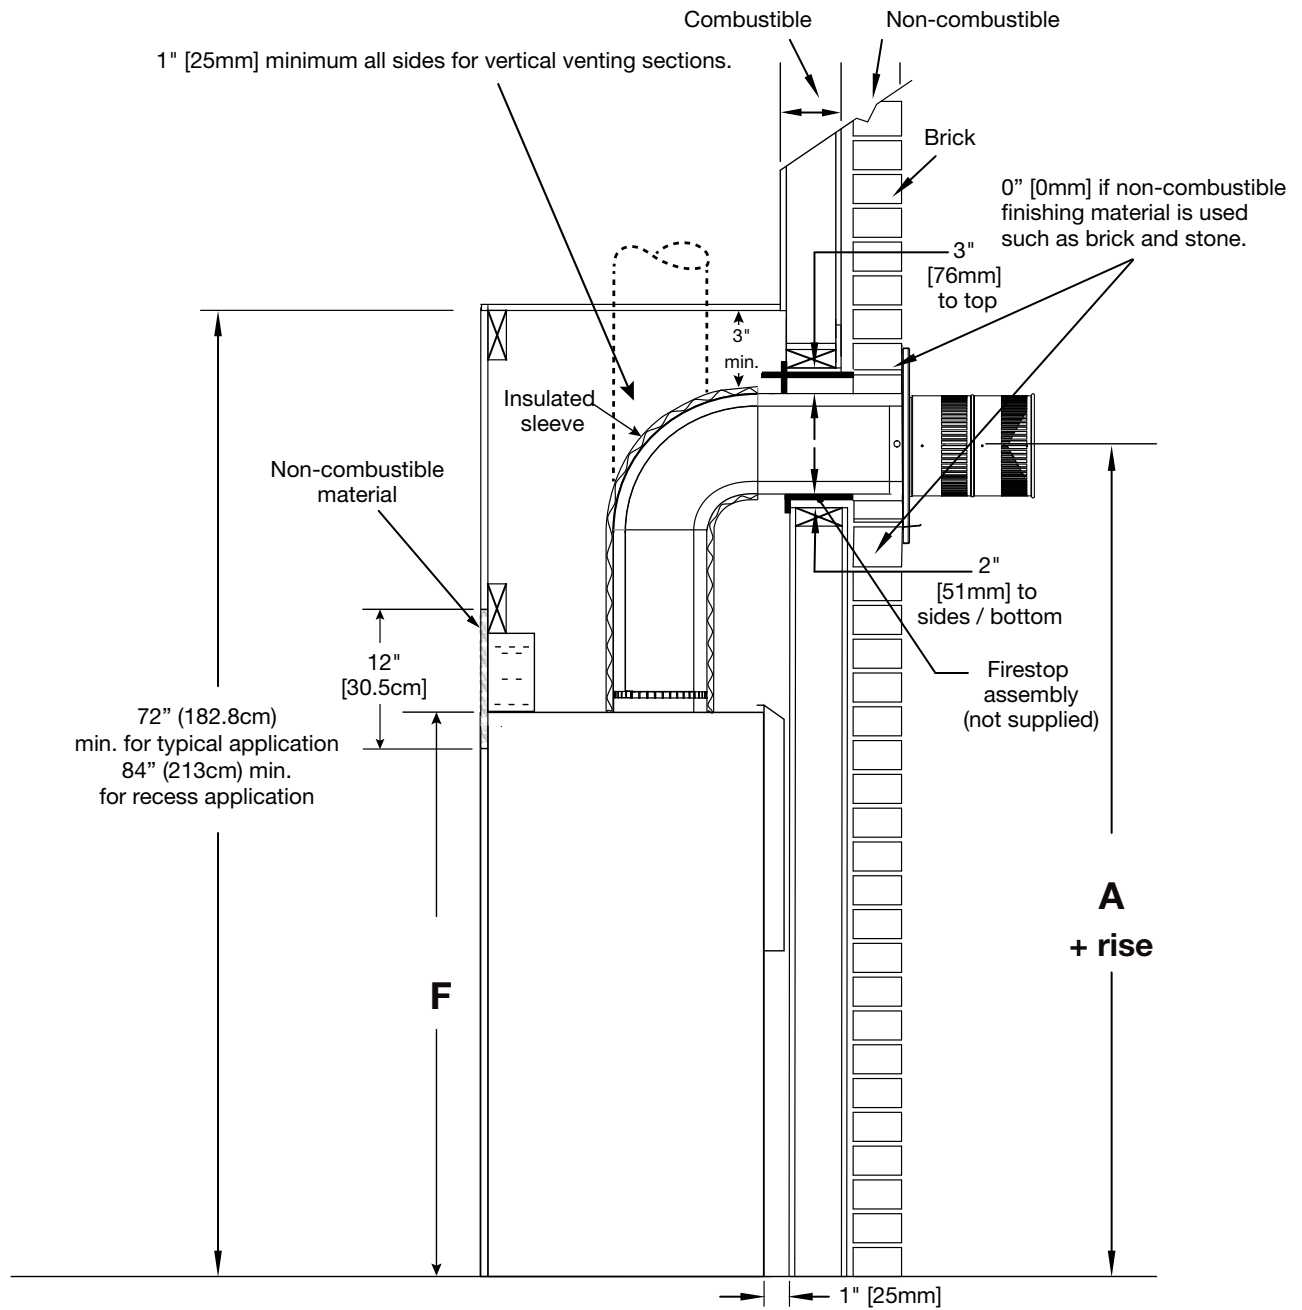 Combustible
Non-combustible
1" [25mm] minimum all sides for vertical venting sections.
Brick
0” [0mm] if non-combustible
finishing material is used
such as brick and stone.
3"
[76mm]
to top
3"
min.
Insulated
sleeve
Non-combustible
material
2"
[51mm] to
sides / bottom
12"
[30.5cm]
Firestop
assembly
(not supplied)
72” (182.8cm)
min. for typical application
84” (213cm) min.
for recess application
A
+ rise
F
1" [25mm]